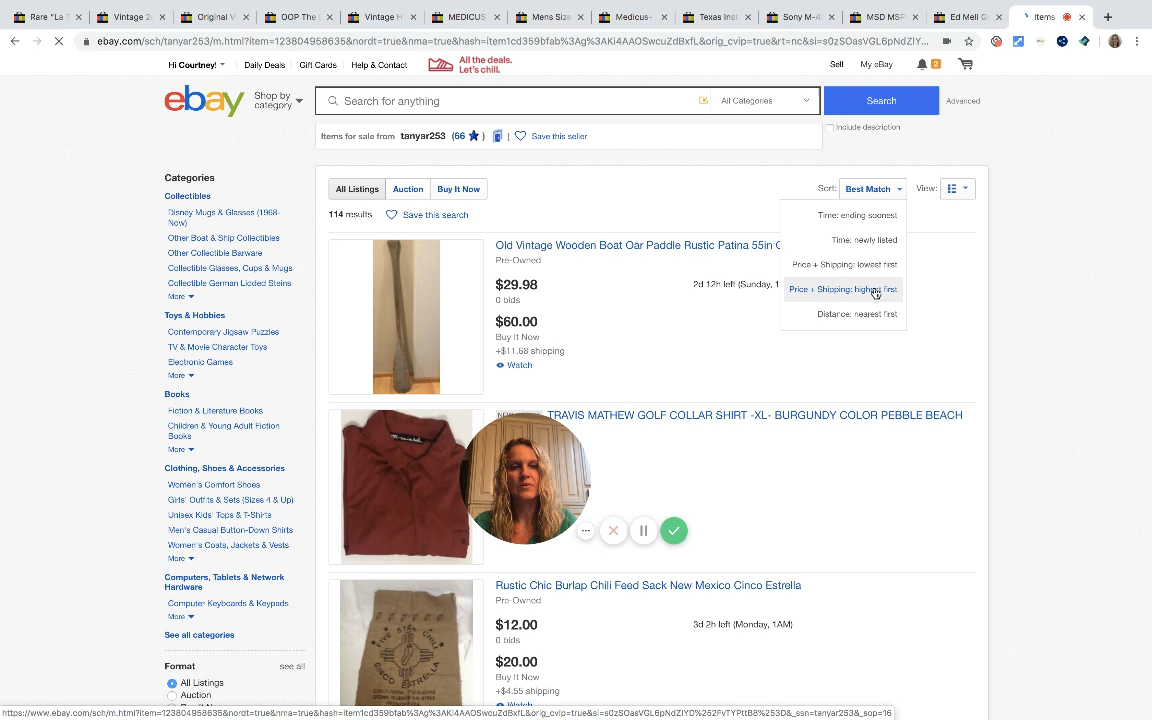 Rare "La T
Vintage 2
Original V
OOP The
Vintage H
MEDICUS
Mens Size
Medicus-
Texas Inst
Sony M-4
MSD MSP
Ed Mell G
Items
ebay.com/sch/tanyar253/m.html?item=123804958635&nordt=true&nma=true&hash=item1cd359bfab%3Ag%3AKi4AAOSwcuZdBxfL&orig_cvip=true&rt=nc&si=s0zSOasVGL6pNdZIY...
Hi Courtney!
Daily Deals
Gift Cards
Help & Contact
All the deals.
Let's chill.
Sell
My eBay
2
ebay
Shop by
category
Search for anything
All Categories
Search
Advanced
Items for sale from tanyar253 (66 ) | Save this seller
Include description
Categories
Collectibles
Disney Mugs & Glasses (1968-
Now)
Other Boat & Ship Collectibles
Other Collectible Barware
Collectible Glasses, Cups & Mugs
Collectible German Lidded Steins
More
Toys & Hobbies
Contemporary Jigsaw Puzzles
TV & Movie Character Toys
Electronic Games
More
Books
Fiction & Literature Books
Children & Young Adult Fiction
Books
More
Clothing, Shoes & Accessories
Women's Comfort Shoes
Girls' Outfits & Sets (Sizes 4 & Up)
Unisex Kids' Tops & T-Shirts
Men's Casual Button-Down Shirts
Women's Coats, Jackets & Vests
More
Computers, Tablets & Network
Hardware
Computer Keyboards & Keypads
More
See all categories
Format
see all
All Listings
Auction
All Listings
Auction
Buy It Now
Sort:
Best Match
View:
114 results
Save this search
Time: ending soonest
Time: newly listed
Price + Shipping: lowest first
Price + Shipping: highest first
Distance: nearest first
Old Vintage Wooden Boat Oar Paddle Rustic Patina 55in
Pre-Owned
$29.98
0 bids
2d 12h left (Sunday, 1
$60.00
Buy It Now
+$11.68 shipping
Watch
TRAVIS MATHEW GOLF COLLAR SHIRT -XL- BURGUNDY COLOR PEBBLE BEACH
Rustic Chic Burlap Chili Feed Sack New Mexico Cinco Estrella
Pre-Owned
$12.00
0 bids
3d 2h left (Monday, 1AM)
$20.00
Buy It Now
+$4.55 shipping
Watch
FIVE STAR CHILI
CINCO ESTRELLA
https://www.ebay.com/sch/m.html?item=123804958635&nordt=true&nma=true&hash=item1cd359bfab%3Ag%3AKi4AAOSwcuZdBxfL&orig_cvip=true&si=s0zSOasVGL6pNdZIYD%252FvTYPttB8%253D&_ssn=tanyar253&_sop=16